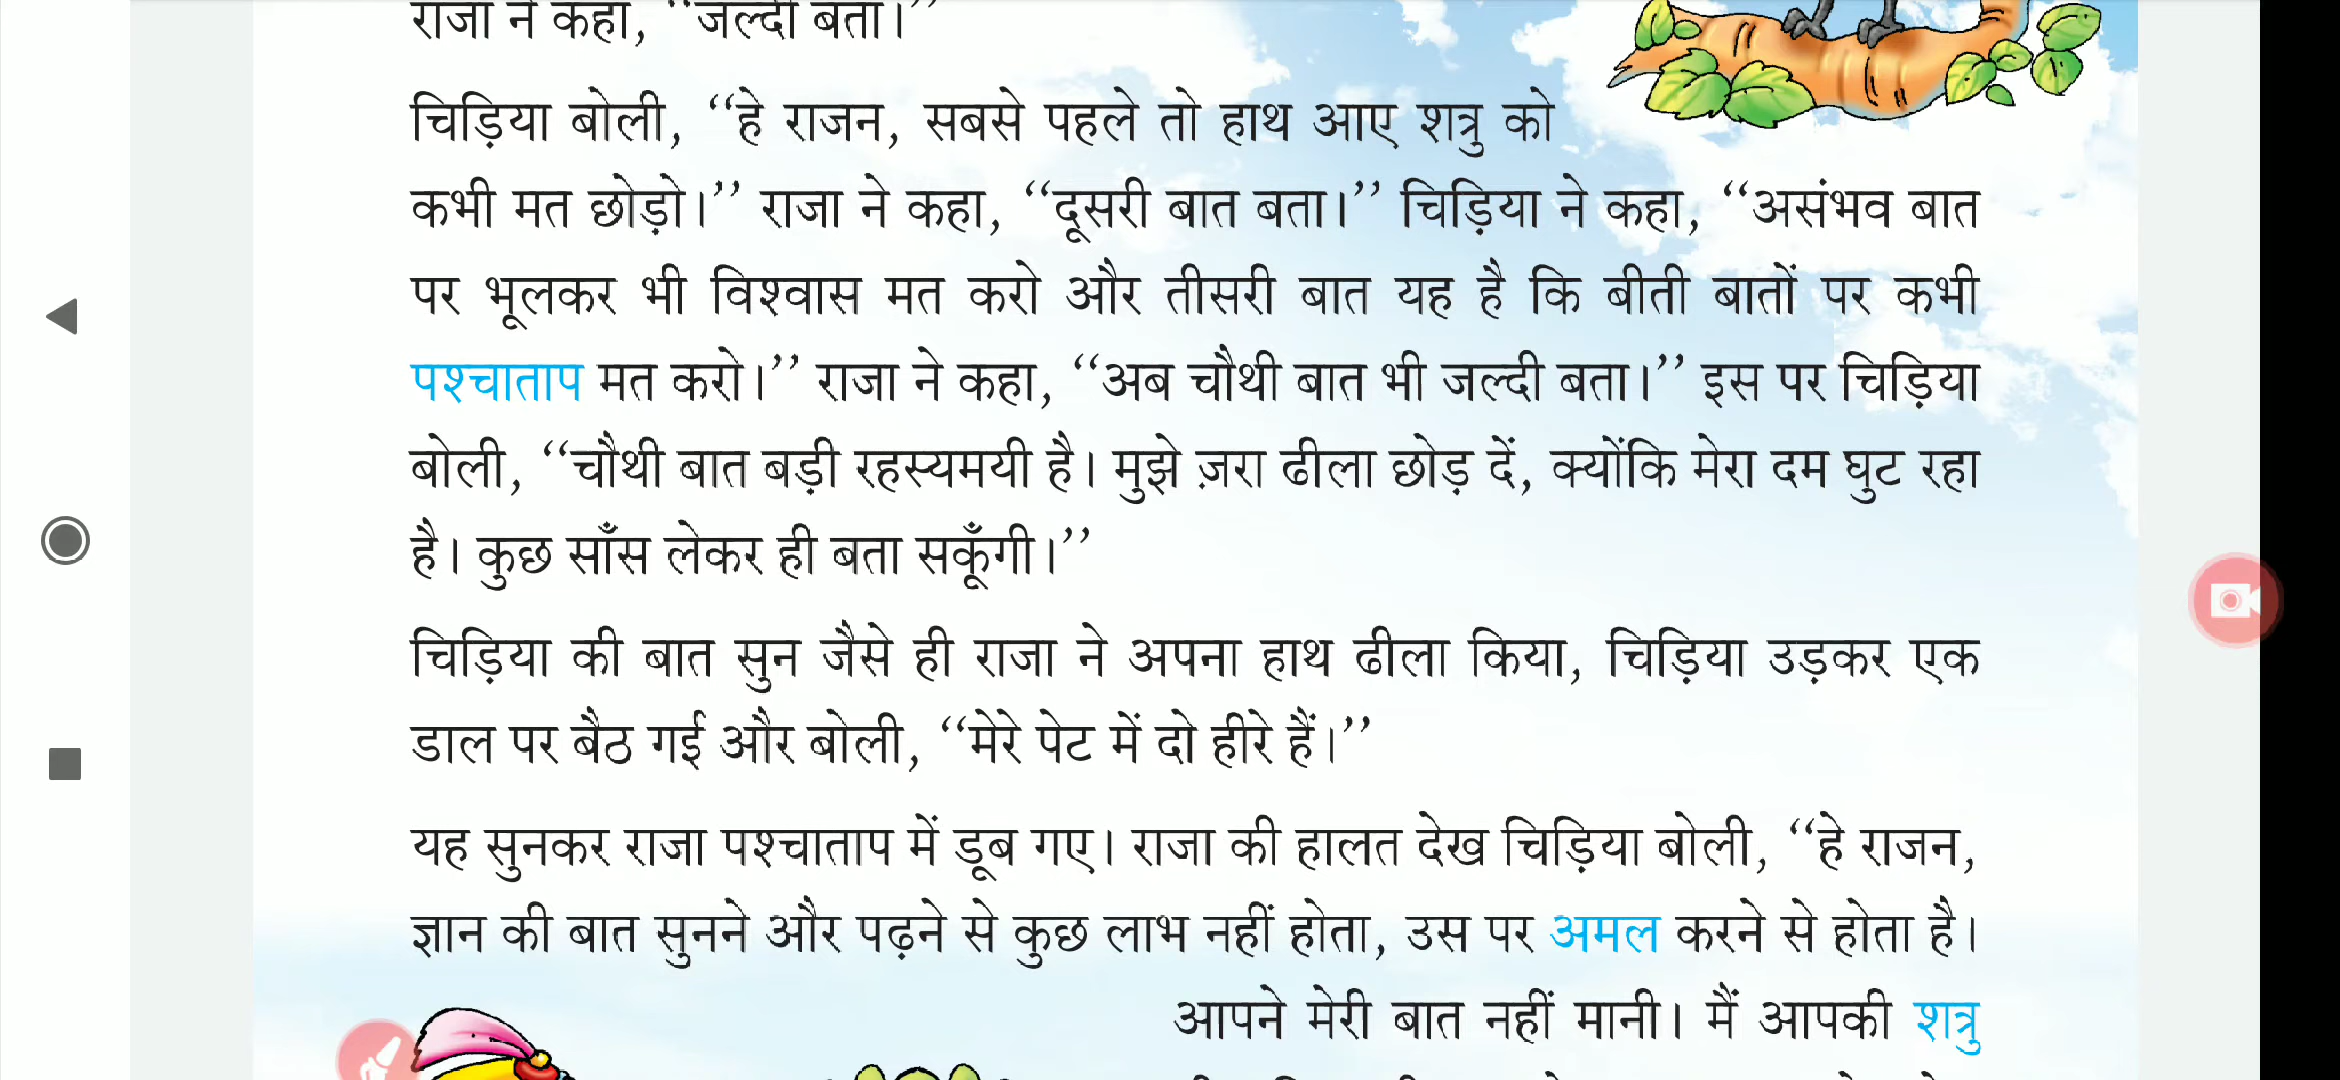 राजा ने कहा, ‘‘जल्दी बता।’’
चिड़िया बोली, ‘‘हे राजन, सबसे पहले तो हाथ आए शत्रु को
कभी मत छोड़ो।’’ राजा ने कहा, ‘‘दूसरी बात बता।’’ चिड़िया ने कहा, ‘‘असंभव बात
पर भूलकर भी विश्वास मत करो और तीसरी बात यह है कि बीती बातों पर कभी
पश्चाताप मत करो।’’ राजा ने कहा, ‘‘अब चौथी बात भी जल्दी बता।’’ इस पर चिड़िया
बोली, ‘‘चौथी बात बड़ी रहस्यमयी है। मुझे ज़रा ढीला छोड़ दें, क्योंकि मेरा दम घुट रहा
है। कुछ साँस लेकर ही बता सकूँगी।’’
चिड़िया की बात सुन जैसे ही राजा ने अपना हाथ ढीला किया, चिड़िया उड़कर एक
डाल पर बैठ गई और बोली, ‘‘मेरे पेट में दो हीरे हैं।’’
यह सुनकर राजा पश्चाताप में डूब गए। राजा की हालत देख चिड़िया बोली, ‘‘हे राजन,
ज्ञान की बात सुनने और पढ़ने से कुछ लाभ नहीं होता, उस पर अमल करने से होता है।
आपने मेरी बात नहीं मानी। मैं आपकी शत्रु